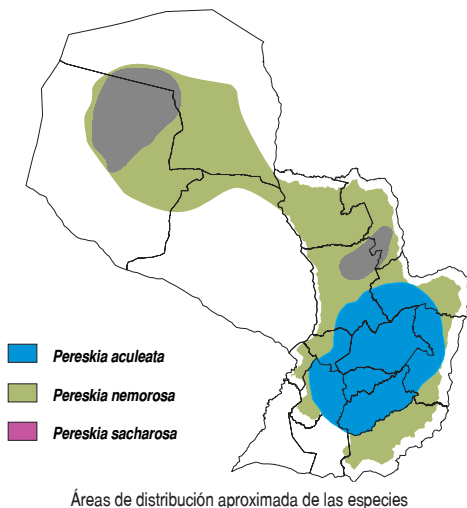 Pereskia aculeata
Pereskia nemorosa
Pereskia sacharosa
Áreas de distribución aproximada de las especies